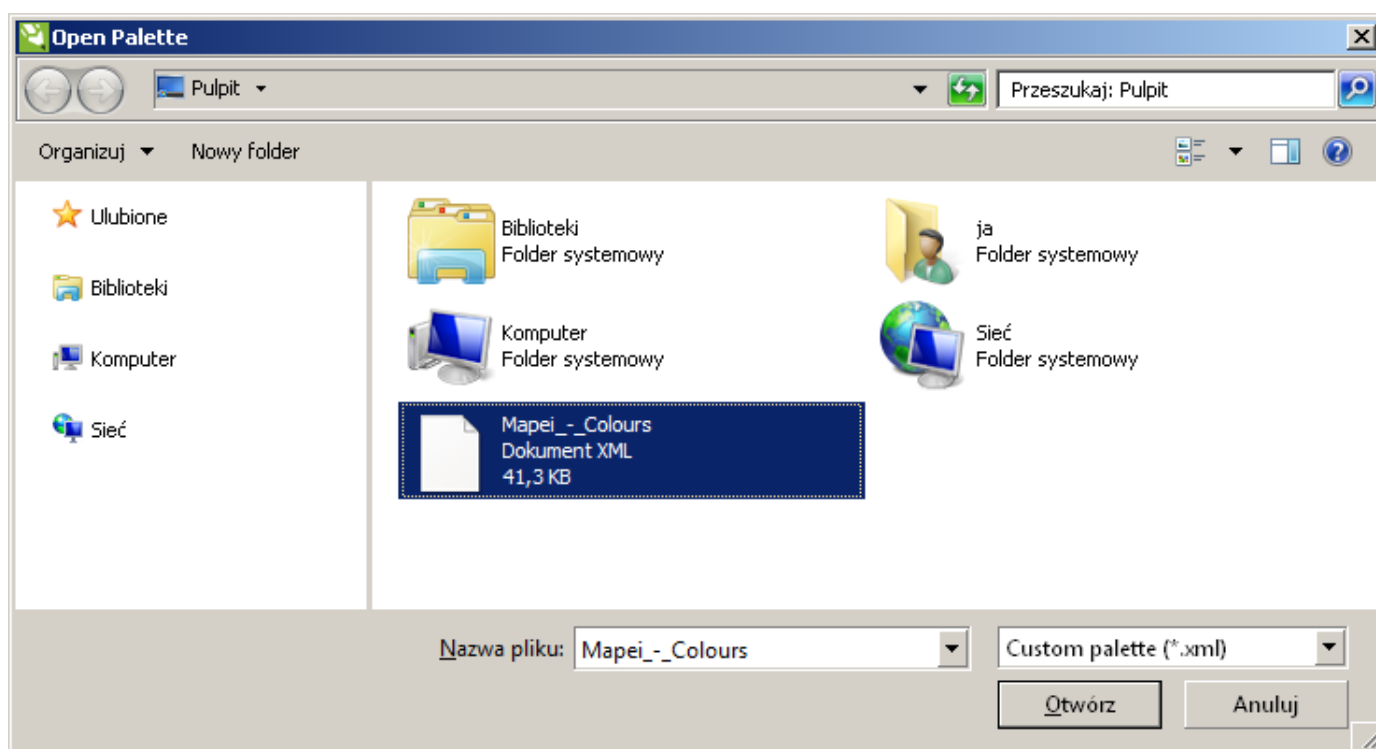 Open Palette
Pulpit
Przeszukaj: Pulpit
Organizuj
Nowy folder
Ulubione
Biblioteki
Komputer
Sieć
Biblioteki
Folder systemowy
ja
Folder systemowy
Komputer
Folder systemowy
Sieć
Folder systemowy
Mapei_-_Colours
Dokument XML
41,3 KB
Nazwa pliku:
Mapei_-_Colours
Custom palette (*.xml)
Otwórz
Anuluj